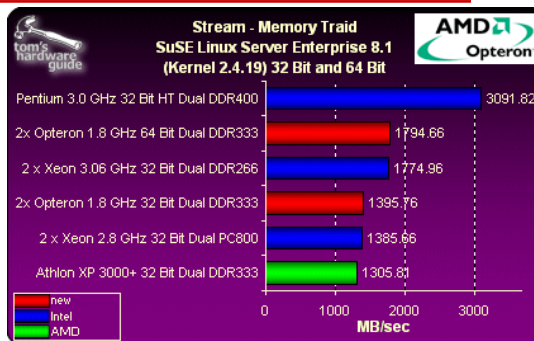 tom's
hardware
guide
Stream - Memory Traid
SuSE Linux Server Enterprise 8.1
(Kernel 2.4.19) 32 Bit and 64 Bit
AMD
Opteron
Pentium 3.0 GHz 32 Bit HT Dual DDR400 3091.82
2x Opteron 1.8 GHz 64 Bit Dual DDR333 1794.66
2 x Xeon 3.06 GHz 32 Bit Dual DDR266 1774.96
2x Opteron 1.8 GHz 32 Bit Dual DDR333 1395.76
2 x Xeon 2.8 GHz 32 Bit Dual PC800 1385.66
Athlon XP 3000+ 32 Bit Dual DDR333 1305.81
new
Intel
AMD
0 1000 2000 3000
MB/sec